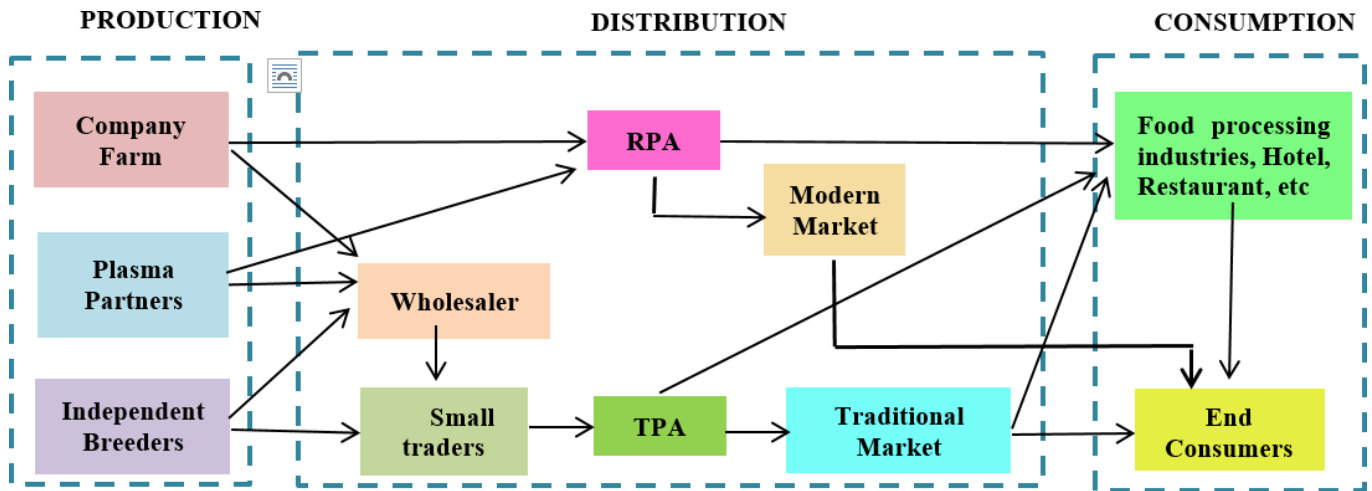 PRODUCTION
DISTRIBUTION
CONSUMPTION
Company
Farm
RPA
Food processing
industries, Hotel,
Restaurant, etc
Modern
Market
Plasma
Partners
Wholesaler
Independent
Breeders
Small
traders
TPA
Traditional
Market
End
Consumers